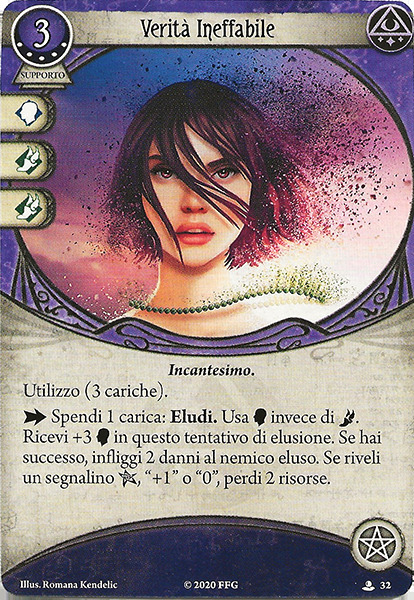 3
Verità Ineffabile
SUPPORTO
Incantesimo.
Utilizzo (3 cariche).
Spendi 1 carica: Eludi. Usa invece di .
Ricevi +3 in questo tentativo di elusione. Se hai
successo, infliggi 2 danni al nemico eluso. Se riveli
un segnalino , “+1” o “0”, perdi 2 risorse.
Illus. Romana Kendelic © 2020 FFG 32